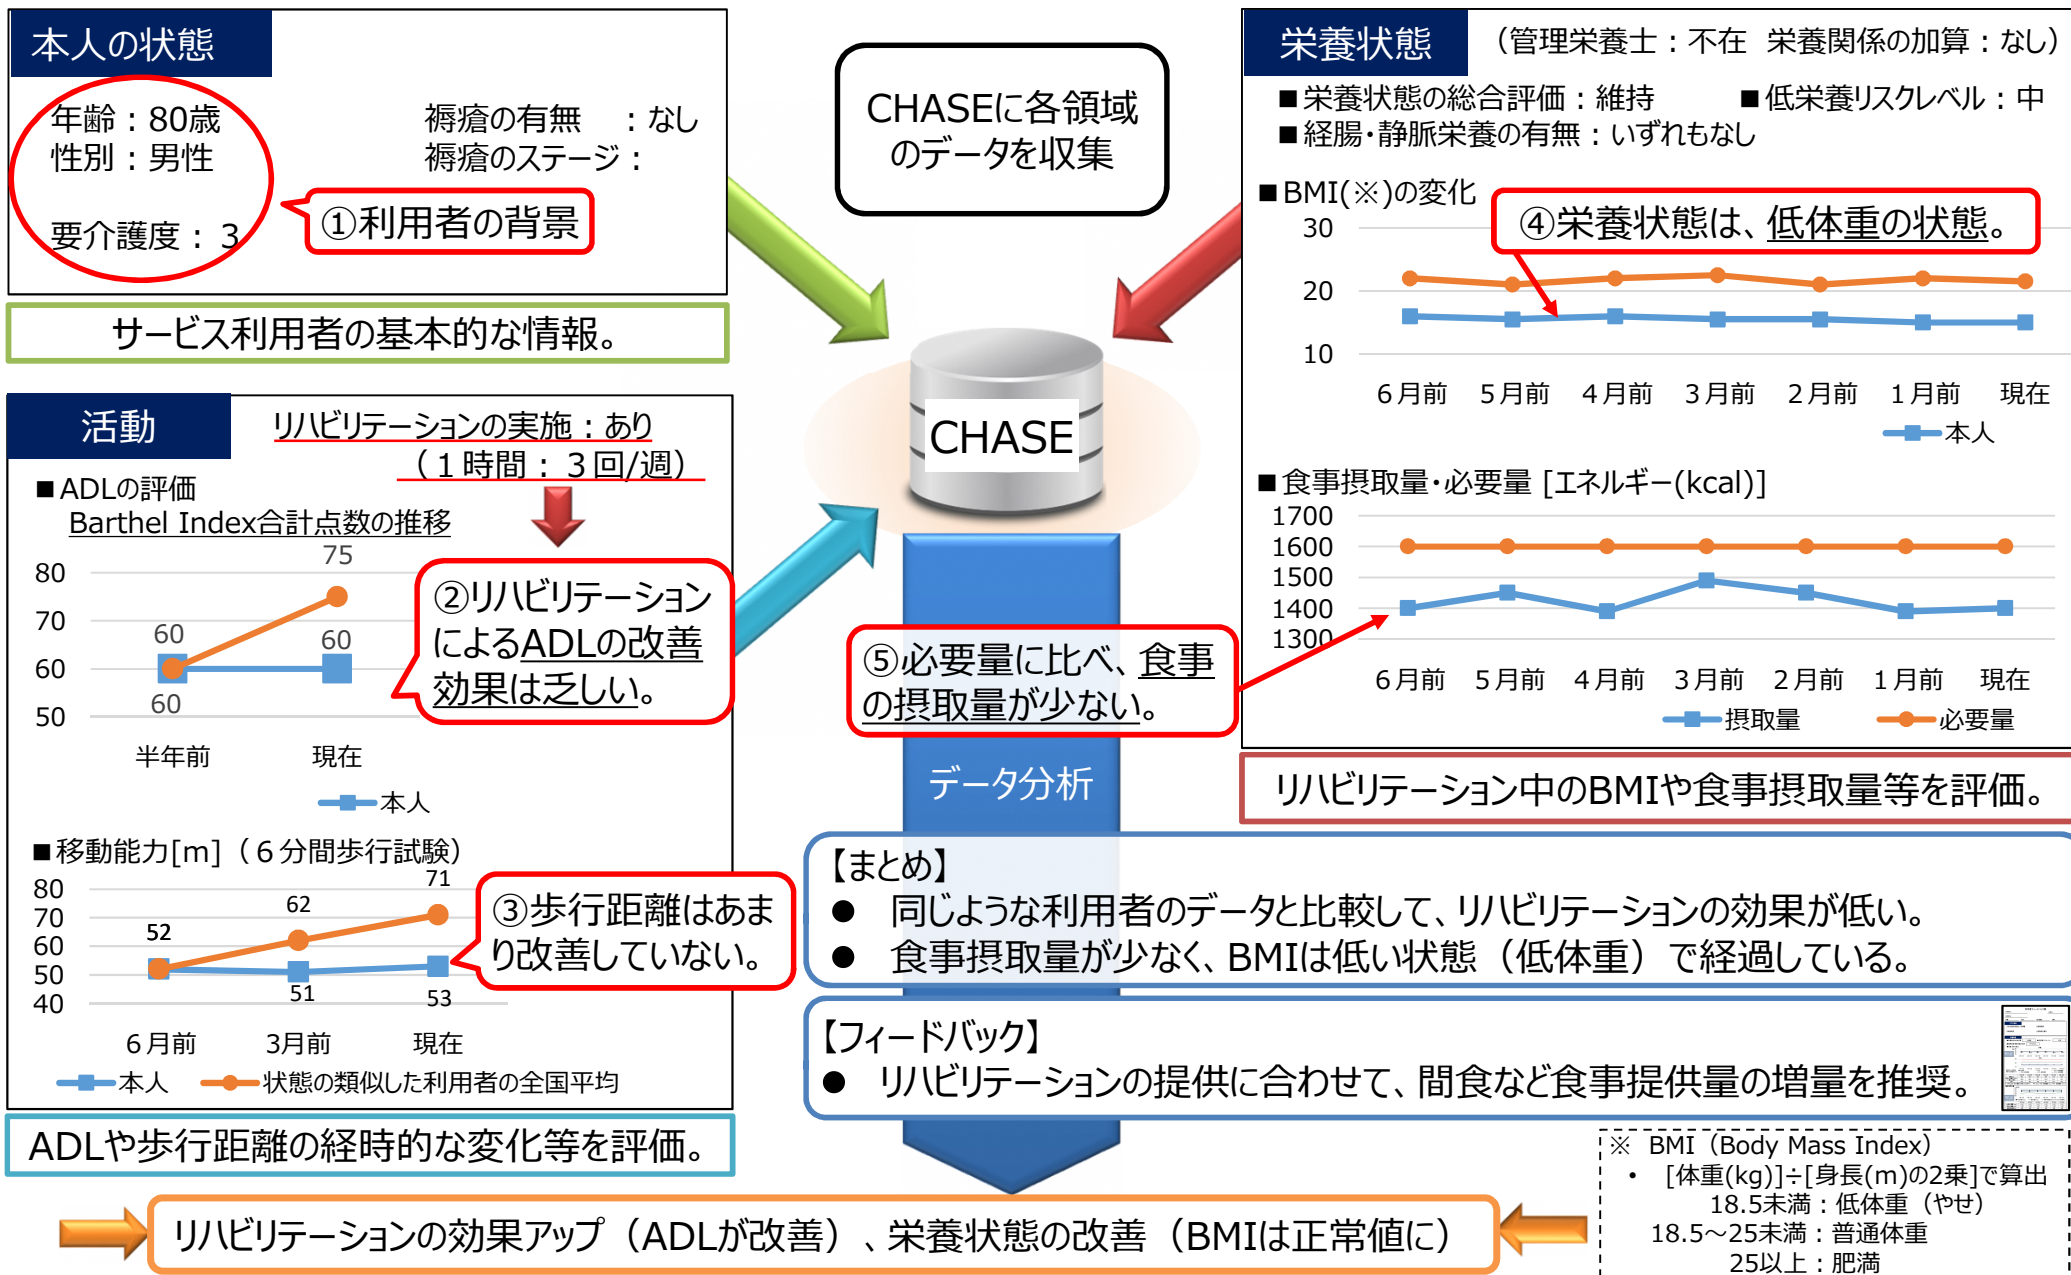 本人の状態
年齢：80歳
性別：男性
要介護度：３
褥瘡の有無　：なし
褥瘡のステージ：
①利用者の背景
サービス利用者の基本的な情報。
CHASEに各領域
のデータを収集
CHASE
栄養状態
（管理栄養士：不在 栄養関係の加算：なし）
■栄養状態の総合評価：維持
■低栄養リスクレベル：中
■経腸・静脈栄養の有無：いずれもなし
■BMI(※)の変化
④栄養状態は、低体重の状態。
30
20
10
６月前 ５月前 ４月前 ３月前 ２月前 １月前 現在
本人
■食事摂取量・必要量 [エネルギー(kcal)]
1700
1600
1500
1400
1300
６月前 ５月前 ４月前 ３月前 ２月前 １月前 現在
摂取量 必要量
⑤必要量に比べ、食事
の摂取量が少ない。
リハビリテーション中のBMIや食事摂取量等を評価。
活動
リハビリテーションの実施：あり
（１時間：３回/週）
■ADLの評価
Barthel Index合計点数の推移
80
70
60
50
75
60
60
60
半年前 現在
本人
②リハビリテーション
によるADLの改善
効果は乏しい。
■移動能力[m]（６分間歩行試験）
80
70
60
50
40
52
62
71
51
53
６月前 3月前 現在
本人 状態の類似した利用者の全国平均
③歩行距離はあま
り改善していない。
ADLや歩行距離の経時的な変化等を評価。
データ分析
【まとめ】
● 同じような利用者のデータと比較して、リハビリテーションの効果が低い。
● 食事摂取量が少なく、BMIは低い状態（低体重）で経過している。
【フィードバック】
● リハビリテーションの提供に合わせて、間食など食事提供量の増量を推奨。
リハビリテーションの効果アップ（ADLが改善）、栄養状態の改善（BMIは正常値に）
※ BMI（Body Mass Index）
・ [体重(kg)]÷[身長(m)の2乗]で算出
18.5未満：低体重（やせ）
18.5～25未満：普通体重
25以上：肥満